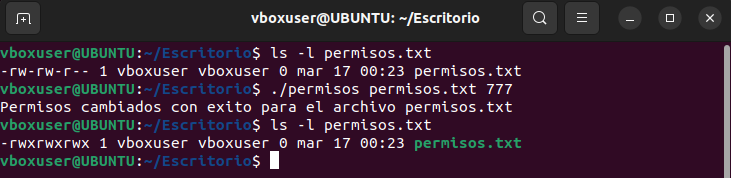 vboxuser@UBUNTU: ~/Escritorio
vboxuser@UBUNTU:~/Escritorio$ ls -l permisos.txt
-rw-rw-r-- 1 vboxuser vboxuser 0 mar 17 00:23 permisos.txt
vboxuser@UBUNTU:~/Escritorio$ ./permisos permisos.txt 777
Permisos cambiados con exito para el archivo permisos.txt
vboxuser@UBUNTU:~/Escritorio$ ls -l permisos.txt
-rwxrwxrwx 1 vboxuser vboxuser 0 mar 17 00:23 permisos.txt
vboxuser@UBUNTU:~/Escritorio$